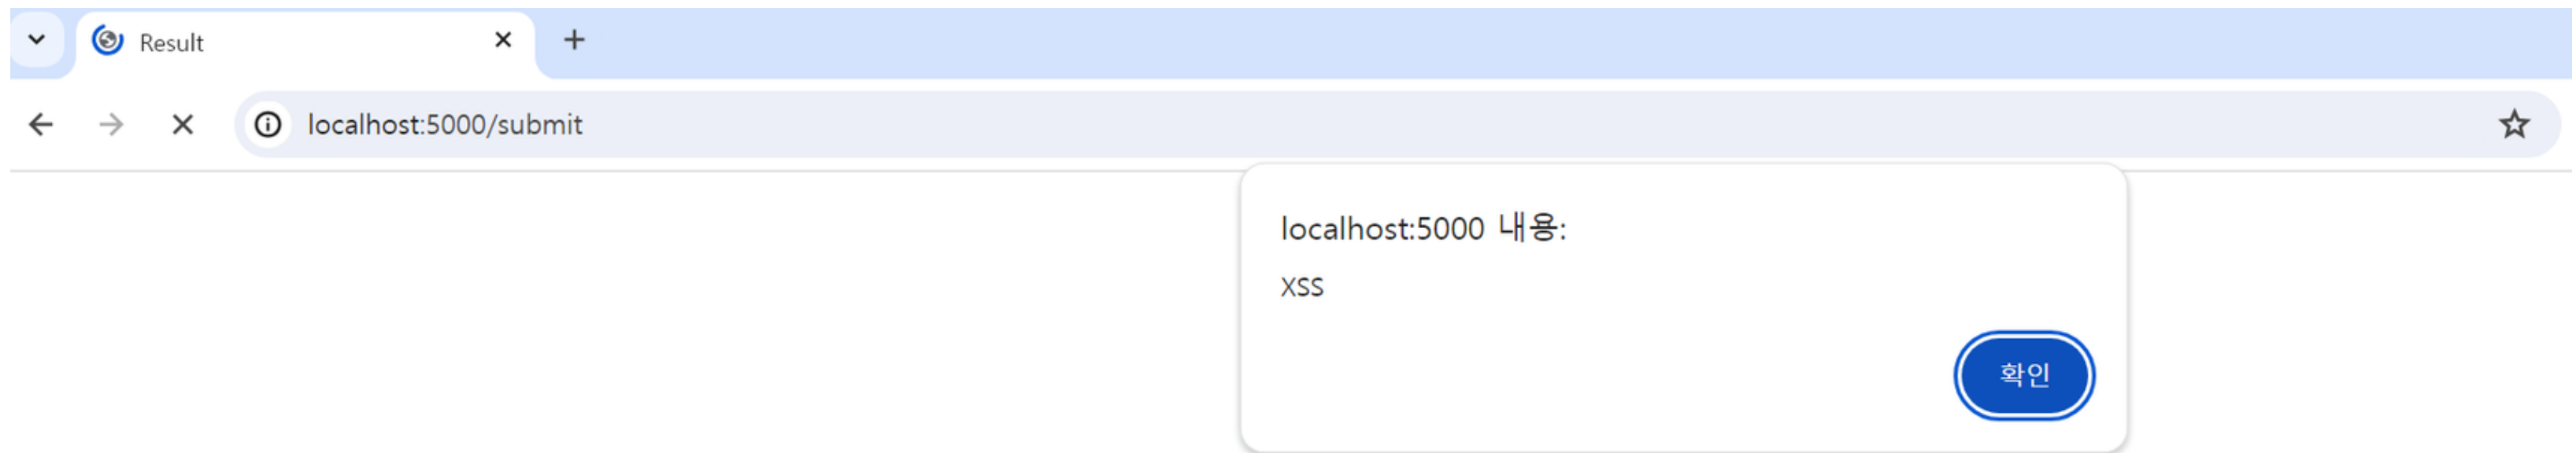 Result
localhost:5000/submit
localhost:5000 내용:
XSS
확인